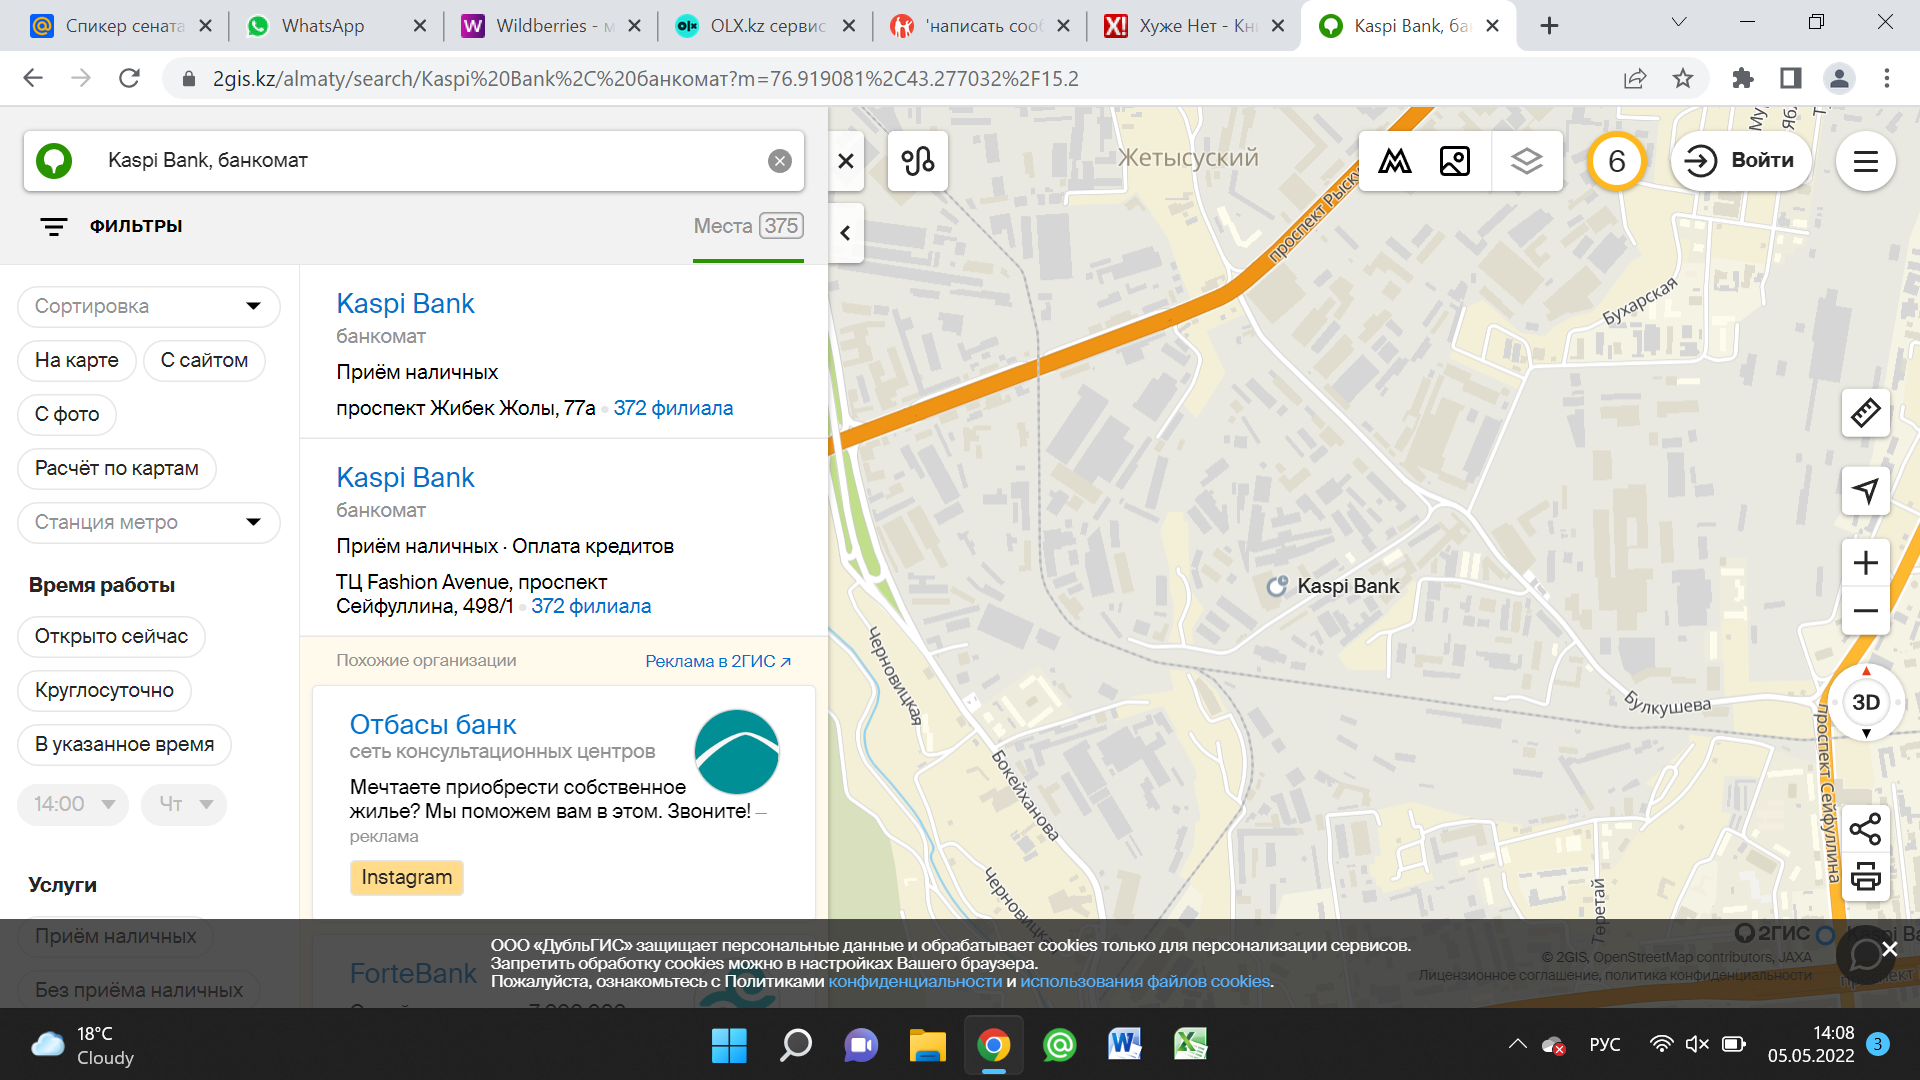 Спикер сената
WhatsApp
Wildberries - м
OLX.kz сервис
'написать сооб
Хуже Нет - Кни
Kaspi Bank, ба
2gis.kz/almaty/search/Kaspi%20Bank%2C%20банкомат?m=76.919081%2C43.277032%2F15.2
Kaspi Bank, банкомат
ФИЛЬТРЫ
Места 375
Сортировка
На карте
С сайтом
С фото
Расчёт по картам
Станция метро
Время работы
Открыто сейчас
Круглосуточно
В указанное время
14:00
Чт
Услуги
Приём наличных
Без приёма наличных
Kaspi Bank
банкомат
Приём наличных
проспект Жибек Жолы, 77а 372 филиала
Kaspi Bank
банкомат
Приём наличных · Оплата кредитов
ТЦ Fashion Avenue, проспект
Сейфуллина, 498/1 372 филиала
Похожие организации
Реклама в 2ГИС ↗
Отбасы банк
сеть консультационных центров
Мечтаете приобрести собственное
жилье? Мы поможем вам в этом. Звоните! —
реклама
Instagram
ForteBank
Жетысуский
проспект Рыску
Бухарская
6
Войти
Kaspi Bank
Черновицкая
Бокейханова
Черновицкая
Булкушева
проспект Сейфуллина
Төретай
3D
2ГИС
© 2GIS, OpenStreetMap contributors, JAXA
Лицензионное соглашение, политика конфиденциальности
ООО «ДубльГИС» защищает персональные данные и обрабатывает cookies только для персонализации сервисов.
Запретить обработку cookies можно в настройках Вашего браузера.
Пожалуйста, ознакомьтесь с Политиками конфиденциальности и использования файлов cookies.
18°C
Cloudy
РУС
14:08
05.05.2022
3